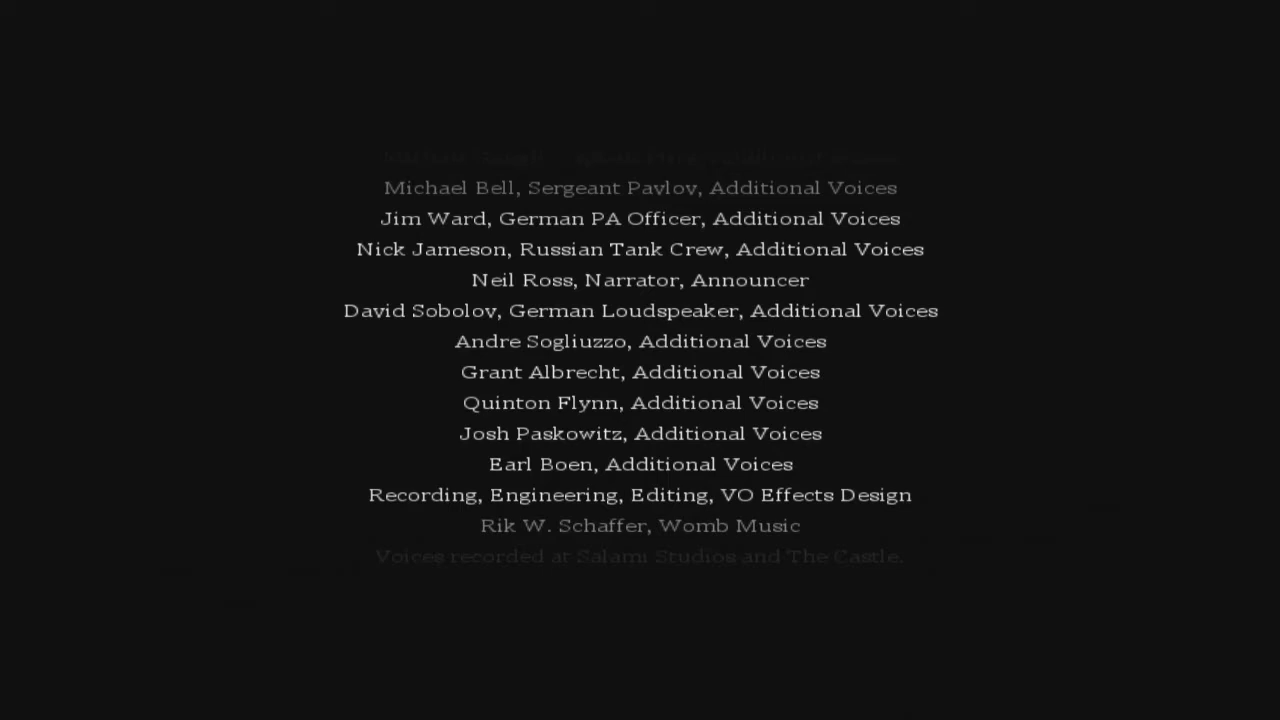 Michael Bell, Sergeant Pavlov, Additional Voices
Jim Ward, German PA Officer, Additional Voices
Nick Jameson, Russian Tank Crew, Additional Voices
Neil Ross, Narrator, Announcer
David Sobolov, German Loudspeaker, Additional Voices
Andre Sogliuzzo, Additional Voices
Grant Albrecht, Additional Voices
Quinton Flynn, Additional Voices
Josh Paskowitz, Additional Voices
Earl Boen, Additional Voices
Recording, Engineering, Editing, VO Effects Design
Rik W. Schaffer, Womb Music
Voices recorded at Salami Studios and The Castle.